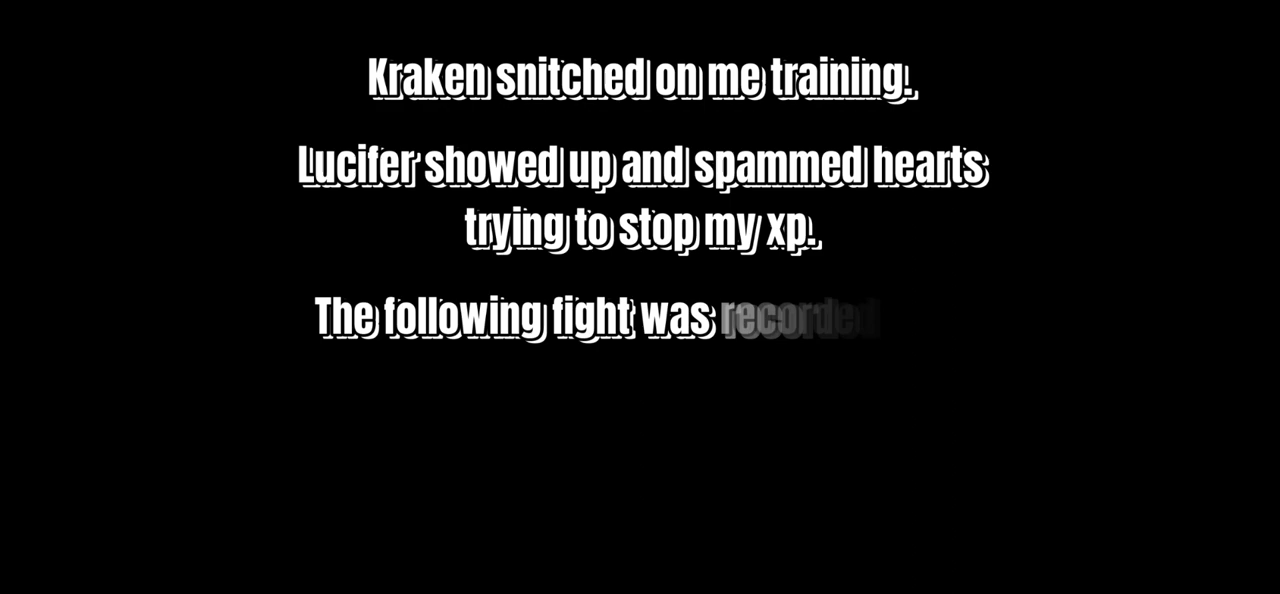 Kraken snitched on me training.
Lucifer showed up and spammed hearts
trying to stop my xp.
The following fight was recorded